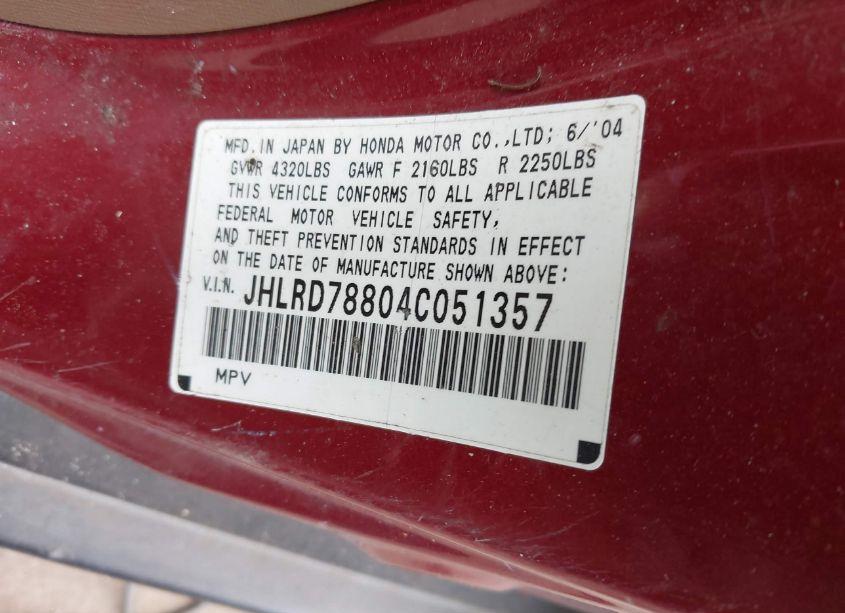 MFD. IN JAPAN BY HONDA MOTOR CO.,LTD; 6/'04
GVWR 4320LBS GAWR F 2160LBS R 2250LBS
THIS VEHICLE CONFORMS TO ALL APPLICABLE
FEDERAL MOTOR VEHICLE SAFETY,
AND THEFT PREVENTION STANDARDS IN EFFECT
ON THE DATE OF MANUFACTURE SHOWN ABOVE:
V.I.N. JHLRD78804C051357
MPV